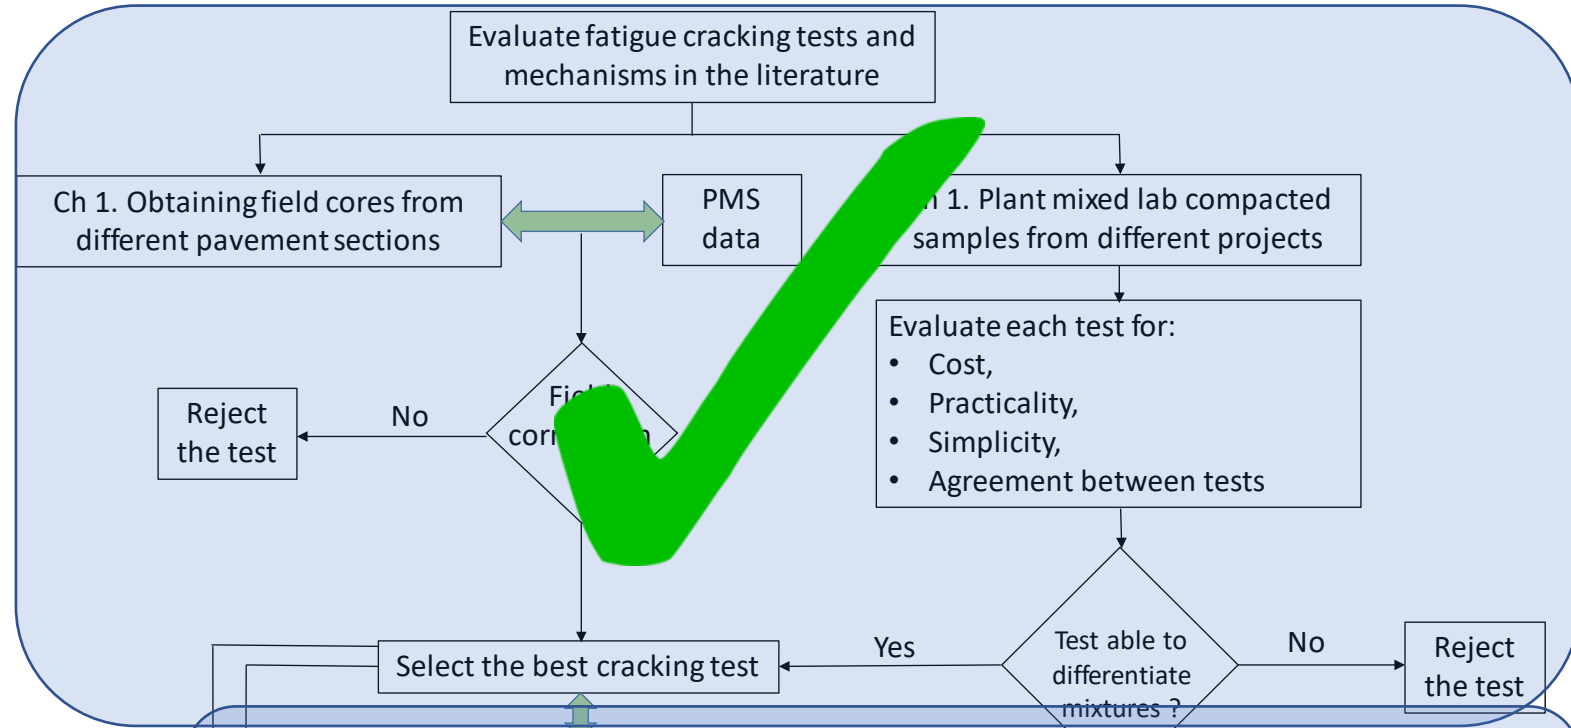 Evaluate fatigue cracking tests and
mechanisms in the literature
Ch 1. Obtaining field cores from
different pavement sections
PMS
data
1. Plant mixed lab compacted
samples from different projects
Evaluate each test for:
• Cost,
• Practicality,
• Simplicity,
• Agreement between tests
Reject
the test
No
Select the best cracking test
Yes
Test able to
differentiate
mixtures ?
No
Reject
the test